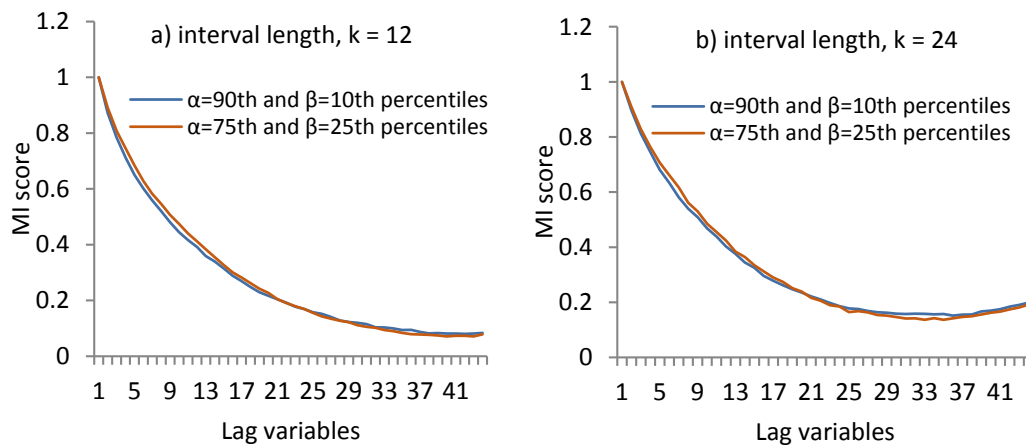 a) interval length, k = 12
α=90th and β=10th percentiles
α=75th and β=25th percentiles
MI score
1.2
1
0.8
0.6
0.4
0.2
0
1 5 9 13 17 21 25 29 33 37 41
Lag variables
b) interval length, k = 24
α=90th and β=10th percentiles
α=75th and β=25th percentiles
MI score
1.2
1
0.8
0.6
0.4
0.2
0
1 5 9 13 17 21 25 29 33 37 41
Lag variables